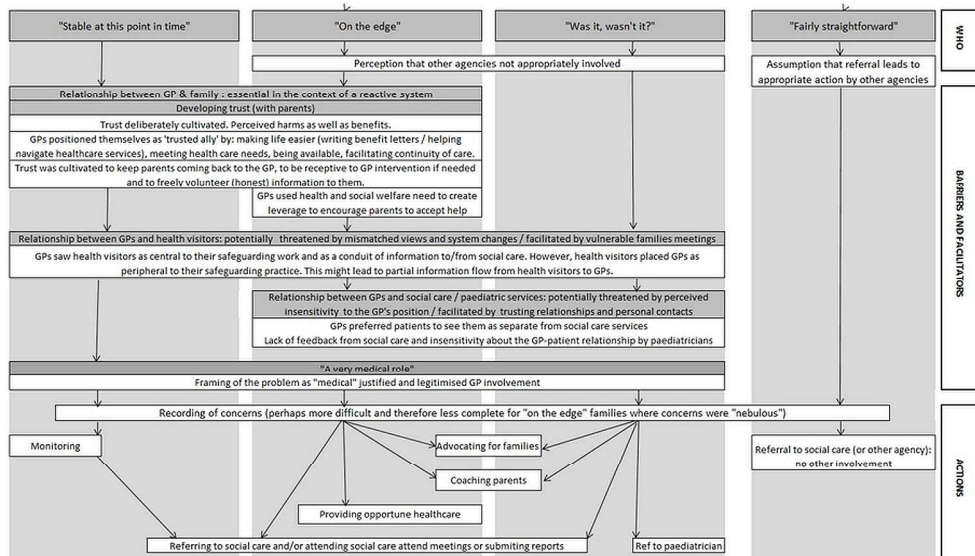 "Stable at this point in time"
"On the edge"
"Was it, wasn't it?"
"Fairly straightforward"
WHO
Perception that other agencies not appropriately involved
Assumption that referral leads to
appropriate action by other agencies
Relationship between GP & family : essential in the context of a reactive system
Developing trust (with parents)
Trust deliberately cultivated. Perceived harms as well as benefits.
GPs positioned themselves as 'trusted ally' by: making life easier (writing benefit letters / helping
navigate healthcare services), meeting health care needs, being available, facilitating continuity of care.
Trust was cultivated to keep parents coming back to the GP, to be receptive to GP intervention if needed
and to freely volunteer (honest) information to them.
GPs used health and social welfare need to create
leverage to encourage parents to accept help
BARRIERS AND FACILITATORS
Relationship between GPs and health visitors: potentially threatened by mismatched views and system changes / facilitated by vulnerable families meetings
GPs saw health visitors as central to their safeguarding work and as a conduit of information to/from social care. However, health visitors placed GPs as
peripheral to their safeguarding practice. This might lead to partial information flow from health visitors to GPs.
Relationship between GPs and social care / paediatric services: potentially threatened by perceived
insensitivity to the GP's position / facilitated by trusting relationships and personal contacts
GPs preferred patients to see them as separate from social care services
Lack of feedback from social care and insensitivity about the GP-patient relationship by paediatricians
"A very medical role"
Framing of the problem as "medical" justified and legitimised GP involvement
Recording of concerns (perhaps more difficult and therefore less complete for "on the edge" families where concerns were "nebulous")
Monitoring
Advocating for families
Referral to social care (or other agency):
no other involvement
ACTIONS
Coaching parents
Providing opportune healthcare
Referring to social care and/or attending social care attend meetings or submiting reports
Ref to paediatrician